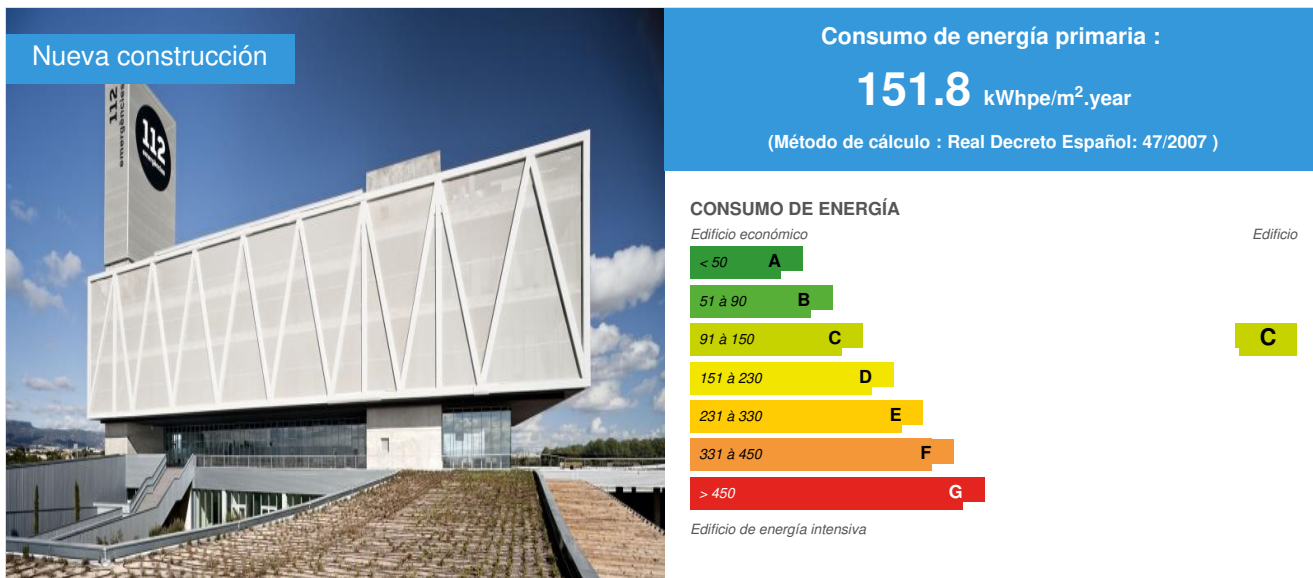 Nueva construcción
112
emergències
112
emergències
Consumo de energía primaria :
151.8 kWhpe/m².year
(Método de cálculo : Real Decreto Español: 47/2007 )
CONSUMO DE ENERGÍA
Edificio económico
Edificio
< 50 A
51 à 90 B
91 à 150 C
C
151 à 230 D
231 à 330 E
331 à 450 F
> 450 G
Edificio de energía intensiva